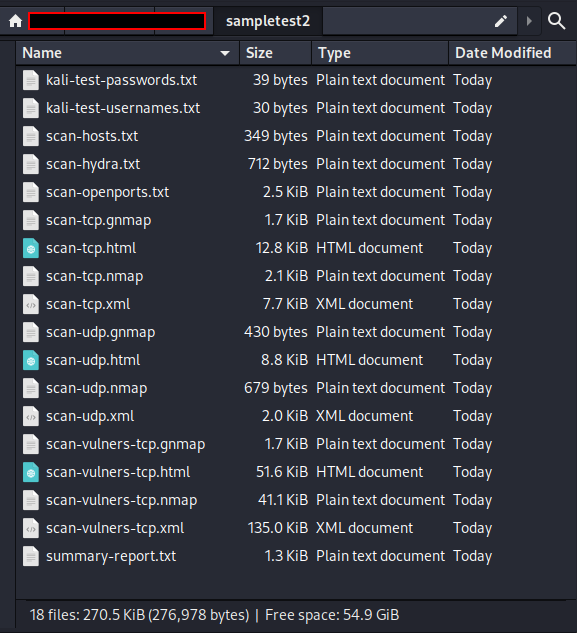 sampletest2
Name Size Type Date Modified
kali-test-passwords.txt 39 bytes Plain text document Today
kali-test-usernames.txt 30 bytes Plain text document Today
scan-hosts.txt 349 bytes Plain text document Today
scan-hydra.txt 712 bytes Plain text document Today
scan-openports.txt 2.5 KiB Plain text document Today
scan-tcp.gnmap 1.7 KiB Plain text document Today
scan-tcp.html 12.8 KiB HTML document Today
scan-tcp.nmap 2.1 KiB Plain text document Today
scan-tcp.xml 7.7 KiB XML document Today
scan-udp.gnmap 430 bytes Plain text document Today
scan-udp.html 8.8 KiB HTML document Today
scan-udp.nmap 679 bytes Plain text document Today
scan-udp.xml 2.0 KiB XML document Today
scan-vulners-tcp.gnmap 1.7 KiB Plain text document Today
scan-vulners-tcp.html 51.6 KiB HTML document Today
scan-vulners-tcp.nmap 41.1 KiB Plain text document Today
scan-vulners-tcp.xml 135.0 KiB XML document Today
summary-report.txt 1.3 KiB Plain text document Today
18 files: 270.5 KiB (276,978 bytes) | Free space: 54.9 GiB